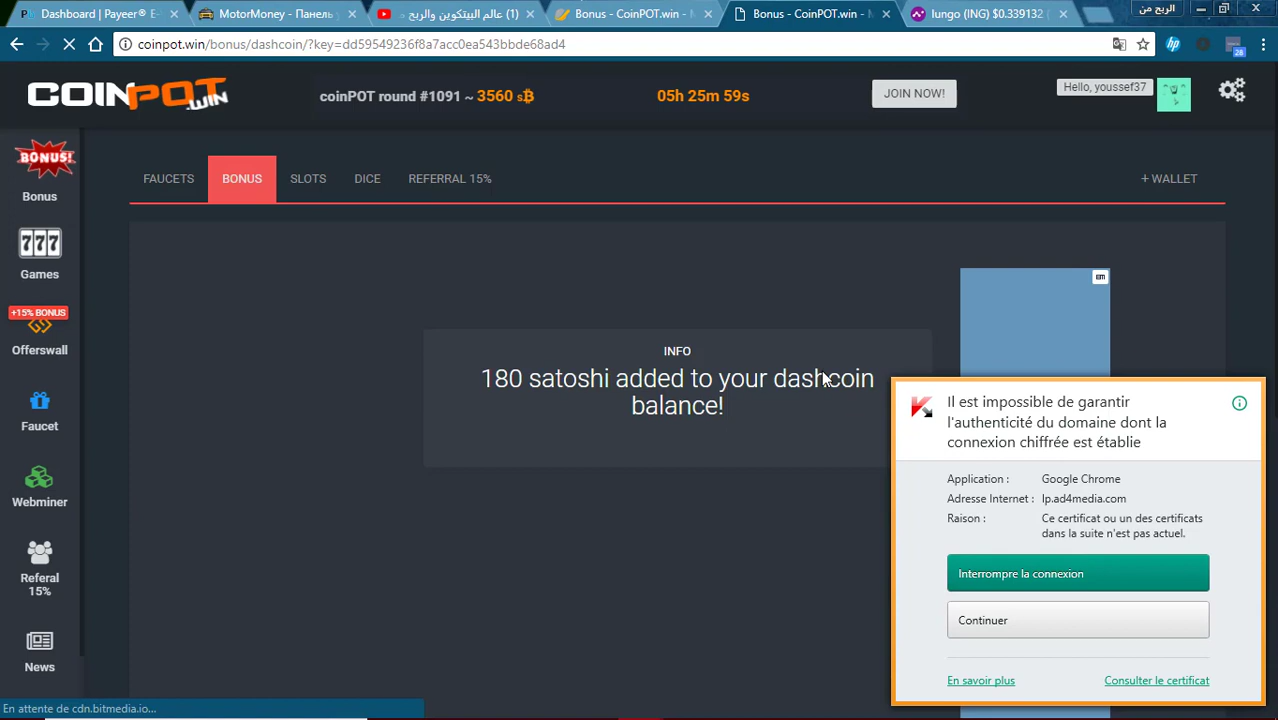 Dashboard | Payeer® E-
MotorMoney - Панель у
(1) عالم البيتكوين والربح
Bonus - CoinPOT.win - M
Bonus - CoinPOT.win - M
lungo (ING) $0.339132 (
الربح من
coinpot.win/bonus/dashcoin/?key=dd59549236f8a7acc0ea543bbde68ad4
hp
28
COINPOT.WIN
coinPOT round #1091 ~ 3560 s₿
05h 25m 59s
JOIN NOW!
Hello, youssef37
BONUS!
Bonus
777
Games
+15% BONUS
Offerswall
Faucet
Webminer
Referal
15%
News
FAUCETS
BONUS
SLOTS
DICE
REFERRAL 15%
+ WALLET
INFO
180 satoshi added to your dashcoin
balance!
Il est impossible de garantir
l'authenticité du domaine dont la
connexion chiffrée est établie
Application : Google Chrome
Adresse Internet : lp.ad4media.com
Raison : Ce certificat ou un des certificats
dans la suite n'est pas actuel.
Interrompre la connexion
Continuer
En savoir plus
Consulter le certificat
En attente de cdn.bitmedia.io...